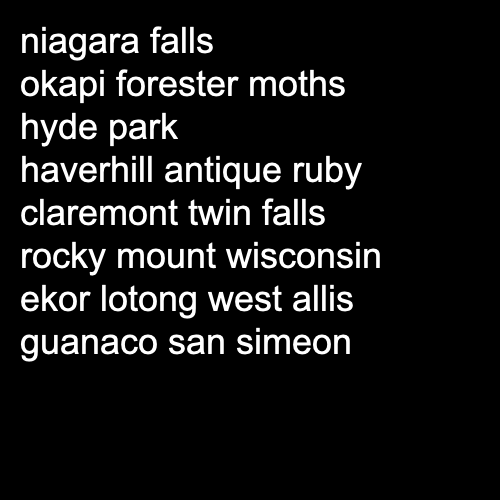 niagara falls
okapi forester moths
hyde park
haverhill antique ruby
claremont twin falls
rocky mount wisconsin
ekor lotong west allis
guanaco san simeon